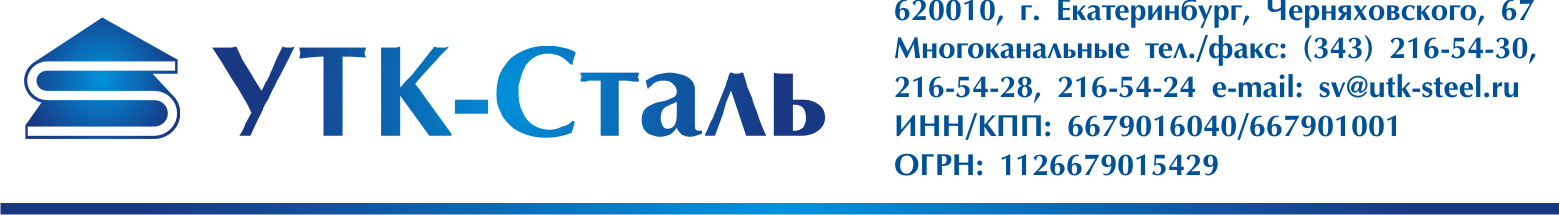 УТК-Сталь
620010, г. Екатеринбург, Черняховского, 67
Многоканальные тел./факс: (343) 216-54-30,
216-54-28, 216-54-24 e-mail: sv@utk-steel.ru
ИНН/КПП: 6679016040/667901001
ОГРН: 1126679015429